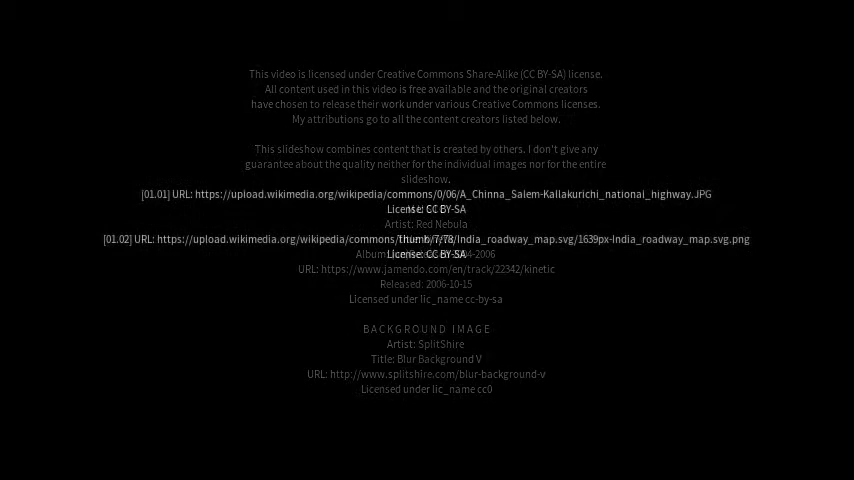 This video is licensed under Creative Commons Share-Alike (CC BY-SA) license.
All content used in this video is free available and the original creators
have chosen to release their work under various Creative Commons licenses.
My attributions go to all the content creators listed below.
This slideshow combines content that is created by others. I don't give any
guarantee about the quality neither for the individual images nor for the entire
slideshow.
[01.01] URL: https://upload.wikimedia.org/wikipedia/commons/0/06/A_Chinna_Salem-Kallakurichi_national_highway.JPG
License: CC BY-SA
Artist: Red Nebula
[01.02] URL: https://upload.wikimedia.org/wikipedia/commons/thumb/7/78/India_roadway_map.svg/1639px-India_roadway_map.svg.png
License: CC BY-SA
Album: -2006
URL: https://www.jamendo.com/en/track/22342/kinetic
Released: 2006-10-15
Licensed under lic_name cc-by-sa
BACKGROUND IMAGE
Artist: SplitShire
Title: Blur Background V
URL: http://www.splitshire.com/blur-background-v
Licensed under lic_name cc0